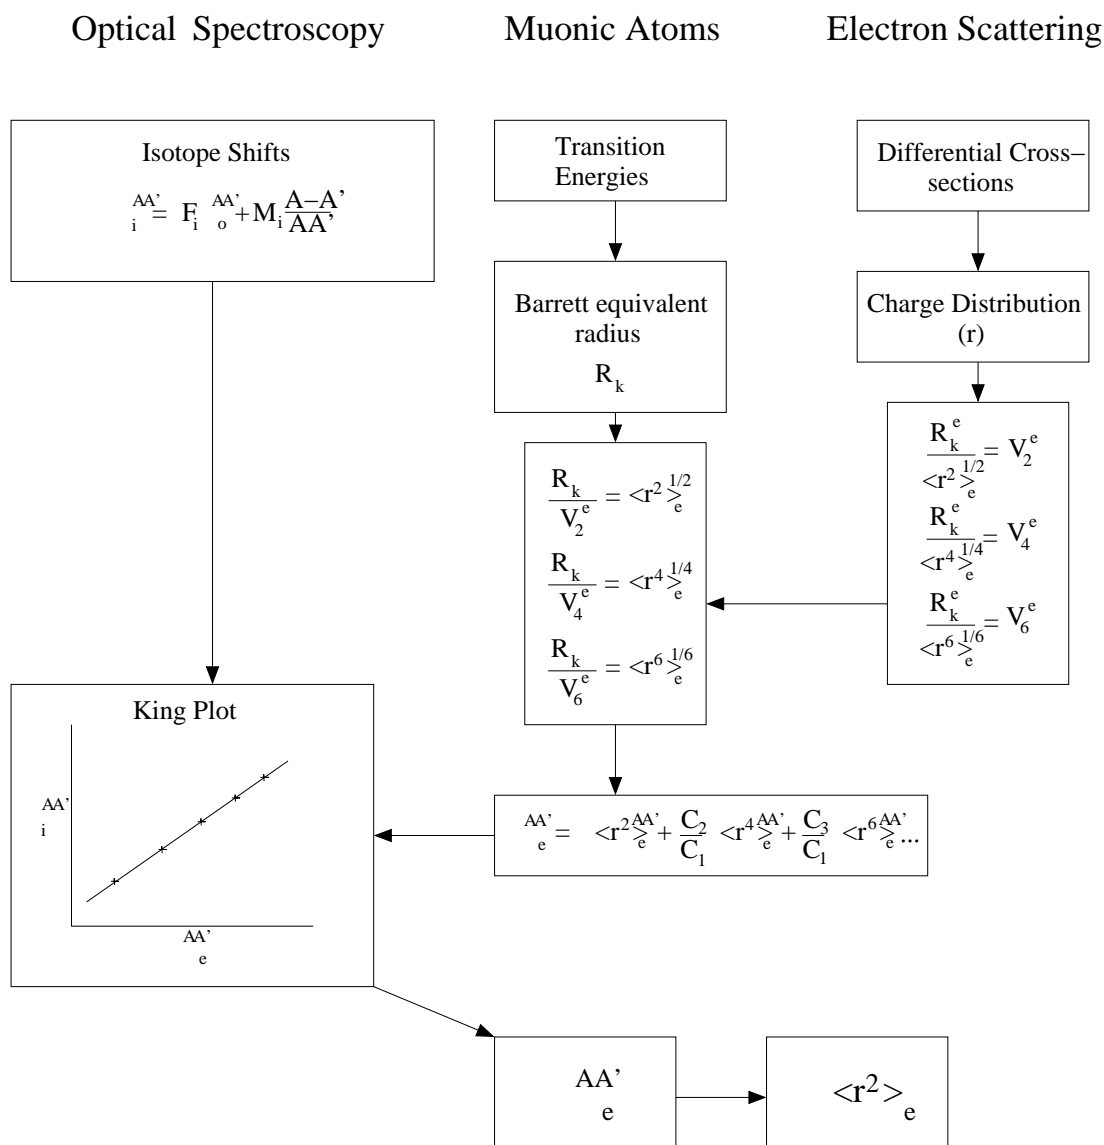 Optical Spectroscopy
Muonic Atoms
Electron Scattering
Isotope Shifts
AA’ i = F i AA’ o + M i A–A’ / AA’
Transition
Energies
Differential Cross–
sections
Barrett equivalent
radius
R k
Charge Distribution
(r)
R k / V 2 e = <r 2 > e 1/2
R k / V 4 e = <r 4 > e 1/4
R k / V 6 e = <r 6 > e 1/6
R k e / <r 2 > e 1/2 = V 2 e
R k e / <r 4 > e 1/4 = V 4 e
R k e / <r 6 > e 1/6 = V 6 e
King Plot
AA’
i
AA’
e
AA’ e = <r 2 > e AA’ + C 2 / C 1 <r 4 > e AA’ + C 3 / C 1 <r 6 > e AA’ ...
AA’
e
<r 2 > e